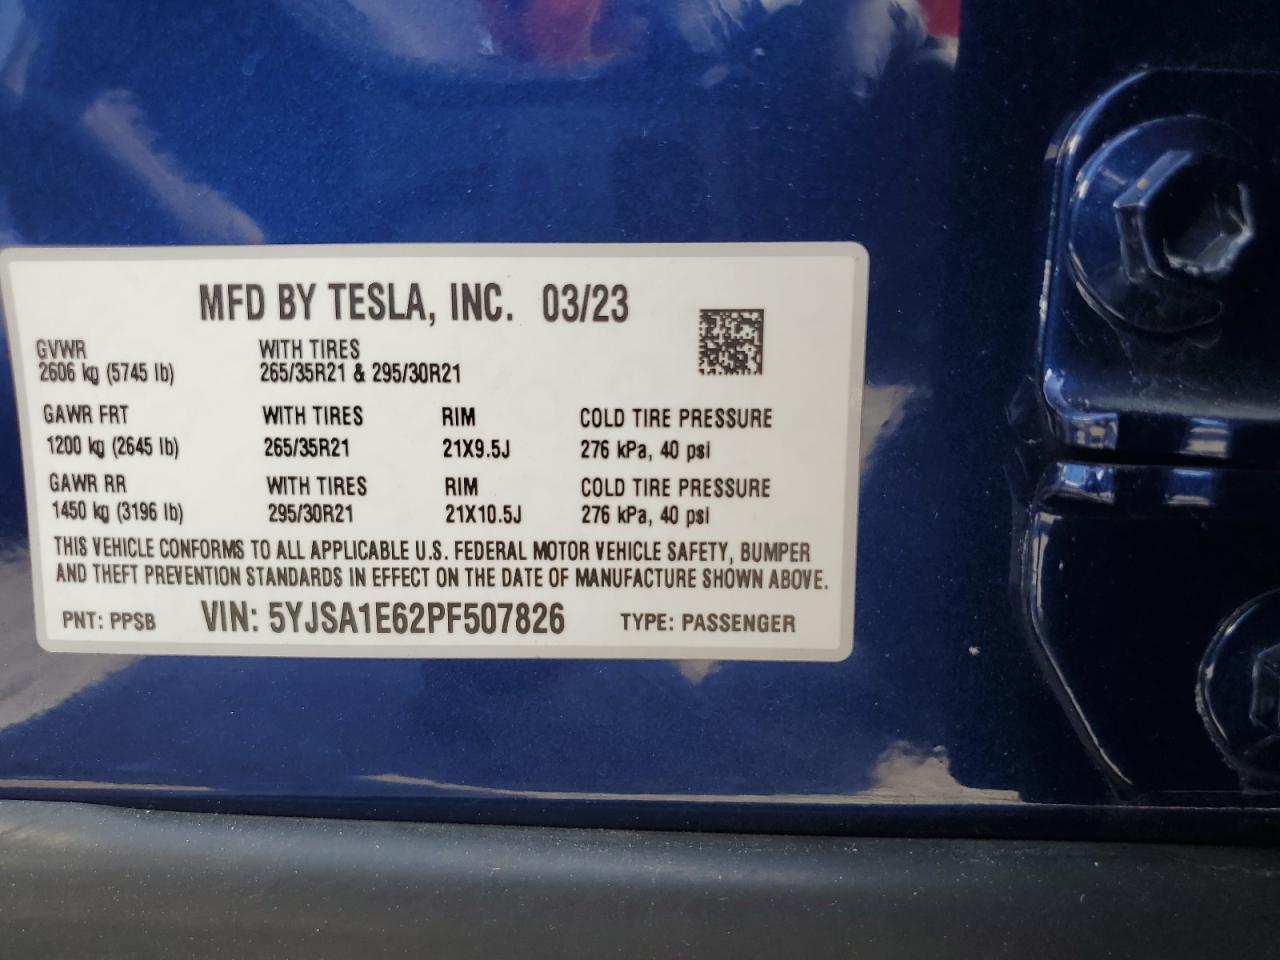 MFD BY TESLA, INC. 03/23
GVWR WITH TIRES
2606 kg (5745 lb) 265/35R21 & 295/30R21
GAWR FRT WITH TIRES RIM COLD TIRE PRESSURE
1200 kg (2645 lb) 265/35R21 21X9.5J 276 kPa, 40 psi
GAWR RR WITH TIRES RIM COLD TIRE PRESSURE
1450 kg (3196 lb) 295/30R21 21X10.5J 276 kPa, 40 psi
THIS VEHICLE CONFORMS TO ALL APPLICABLE U.S. FEDERAL MOTOR VEHICLE SAFETY, BUMPER
AND THEFT PREVENTION STANDARDS IN EFFECT ON THE DATE OF MANUFACTURE SHOWN ABOVE.
PNT: PPSB VIN: 5YJSA1E62PF507826 TYPE: PASSENGER